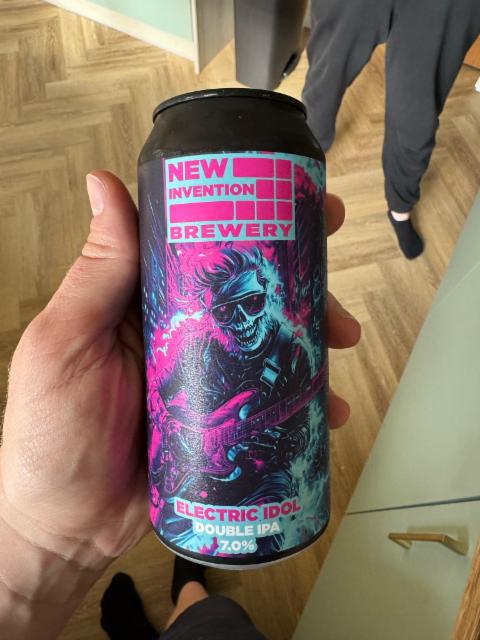 NEW
INVENTION
BREWERY
ELECTRIC IDOL
DOUBLE IPA
7.0%